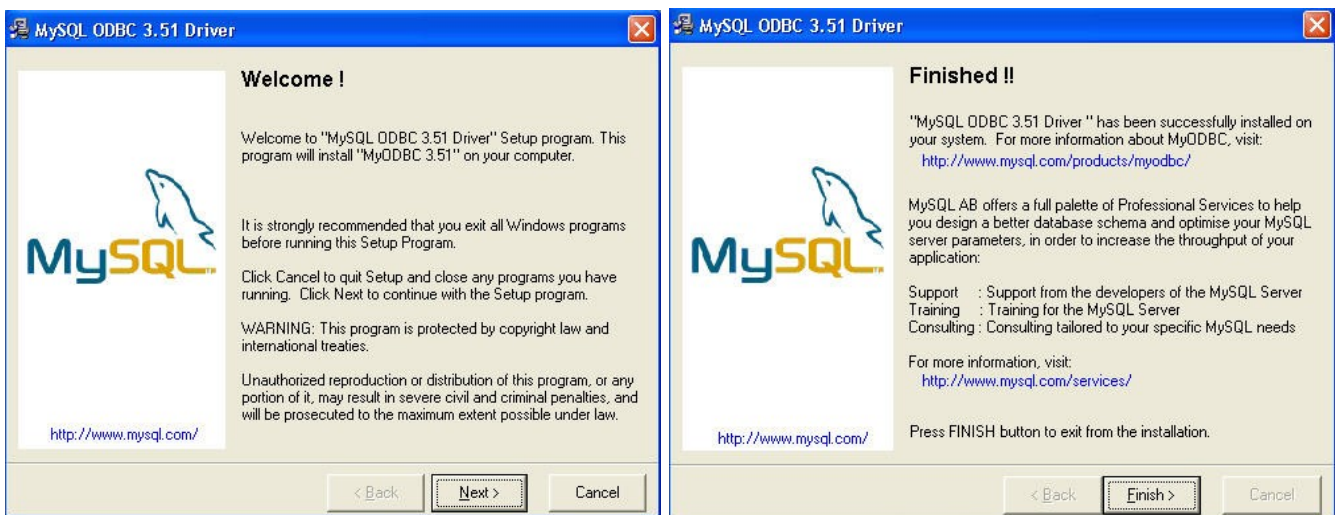 MySQL ODBC 3.51 Driver
Welcome !
Welcome to "MySQL ODBC 3.51 Driver" Setup program. This
program will install "MyODBC 3.51" on your computer.
It is strongly recommended that you exit all Windows programs
before running this Setup Program.
Click Cancel to quit Setup and close any programs you have
running. Click Next to continue with the Setup program.
WARNING: This program is protected by copyright law and
international treaties.
Unauthorized reproduction or distribution of this program, or any
portion of it, may result in severe civil and criminal penalties, and
will be prosecuted to the maximum extent possible under law.
MySQL
TM
http://www.mysql.com/
< Back
Next >
Cancel
MySQL ODBC 3.51 Driver
Finished !!
"MySQL ODBC 3.51 Driver " has been successfully installed on
your system. For more information about MyODBC, visit:
http://www.mysql.com/products/myodbc/
MySQL AB offers a full palette of Professional Services to help
you design a better database schema and optimise your MySQL
server parameters, in order to increase the throughput of your
application:
Support : Support from the developers of the MySQL Server
Training : Training for the MySQL Server
Consulting : Consulting tailored to your specific MySQL needs
For more information, visit:
http://www.mysql.com/services/
Press FINISH button to exit from the installation.
MySQL
TM
http://www.mysql.com/
< Back
Finish >
Cancel